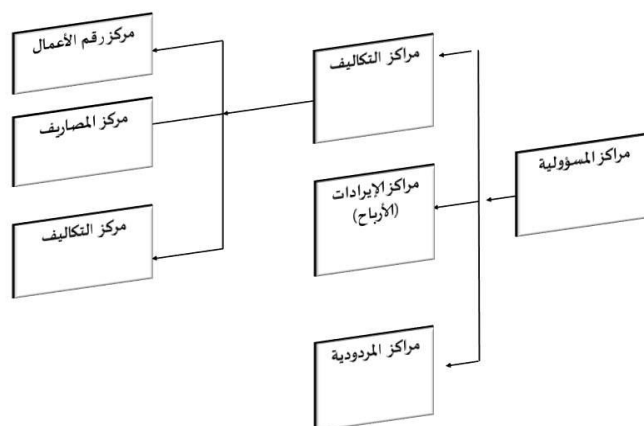 مراكز المسؤولية
مراكز التكاليف
مراكز الإيرادات
(الأرباح)
مراكز المردودية
مركز رقم الأعمال
مركز المصاريف
مركز التكاليف